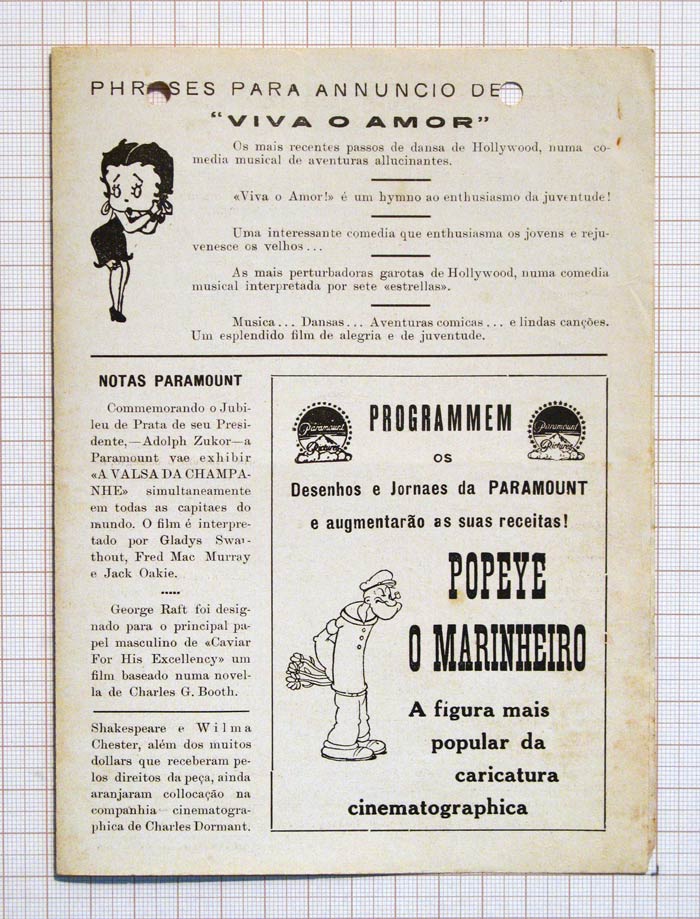 PHRASES PARA ANNUNCIO DE
"VIVA O AMOR"
Os mais recentes passos de dansa de Hollywood, numa co-
media musical de aventuras allucinantes.
«Viva o Amor!» é um hymno ao enthusiasmo da juventude!
Uma interessante comedia que enthusiasma os jovens e reju-
venesce os velhos...
As mais perturbadoras garotas de Hollywood, numa comedia
musical interpretada por sete «estrellas».
Musica... Dansas... Aventuras comicas... e lindas canções.
Um esplendido film de alegria e de juventude.
NOTAS PARAMOUNT
Commemorando o Jubi-
leu de Prata de seu Presi-
dente,—Adolph Zukor—a
Paramount vae exhibir
«A VALSA DA CHAMPA-
NHE» simultaneamente
em todas as capitaes do
mundo. O film é interpre-
tado por Gladys Swar-
thout, Fred Mac Murray
e Jack Oakie.
George Raft foi desig-
nado para o principal pa-
pel masculino de «Caviar
For His Excellency» um
film baseado numa novel-
la de Charles G. Booth.
Shakespeare e Wilma
Chester, além dos muitos
dollars que receberam pe-
los direitos da peça, ainda
aranjaram collocação na
companhia cinematogra-
phica de Charles Dormant.
Paramount
Pictures
PROGRAMMEM
Paramount
Pictures
OS
Desenhos e Jornaes da PARAMOUNT
e augmentarão as suas receitas!
POPEYE
O MARINHEIRO
A figura mais
popular da
caricatura
cinematographica